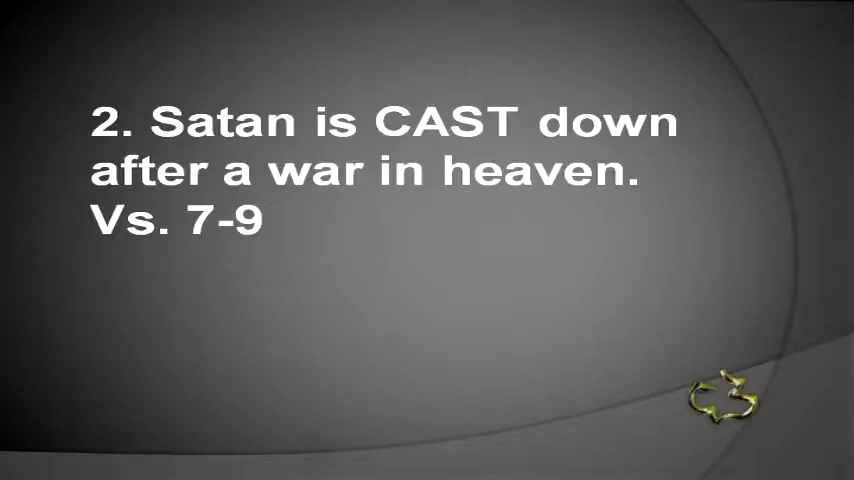 2. Satan is CAST down
after a war in heaven.
Vs. 7-9